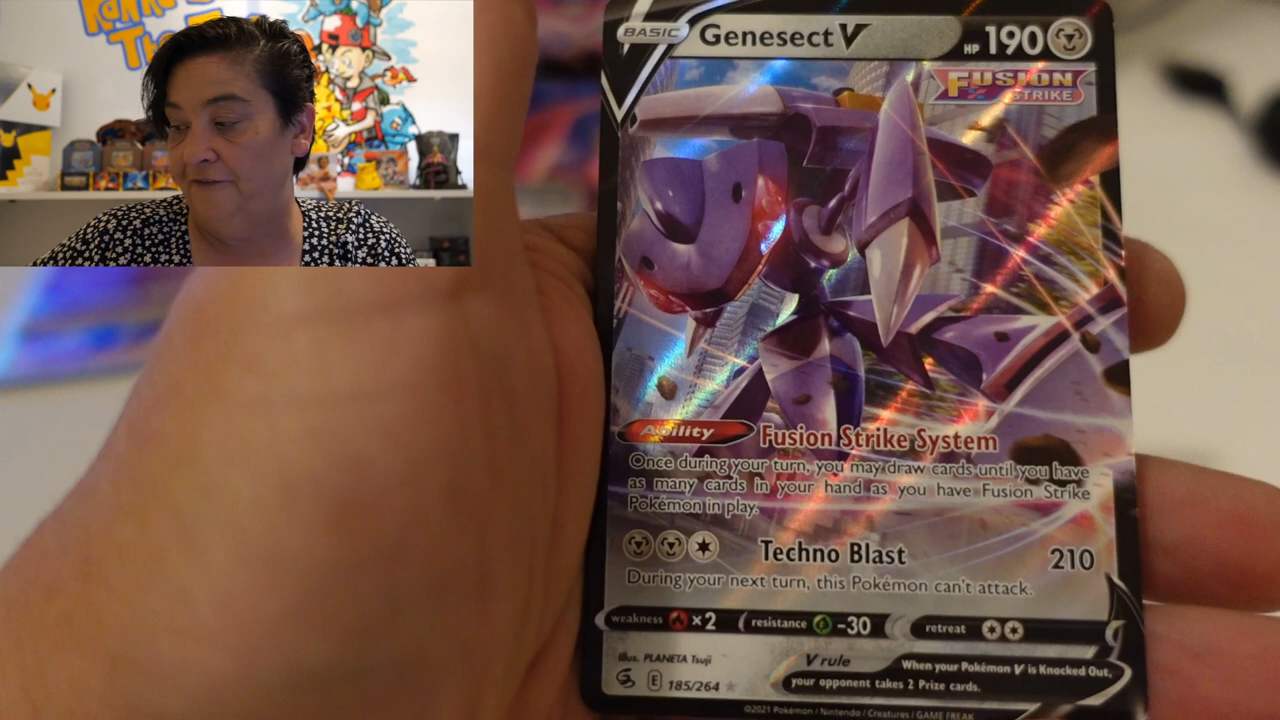 Kanto
The
BASIC
Genesect V
HP 190
FUSION
STRIKE
Ability
Fusion Strike System
Once during your turn, you may draw cards until you have
as many cards in your hand as you have Fusion Strike
Pokémon in play.
Techno Blast
210
During your next turn, this Pokémon can't attack.
weakness ×2
resistance -30
retreat
Illus. PLANETA Tsuji
V rule
When your Pokémon V is Knocked Out,
your opponent takes 2 Prize cards.
E
185/264
©2021 Pokémon / Nintendo / Creatures / GAME FREAK